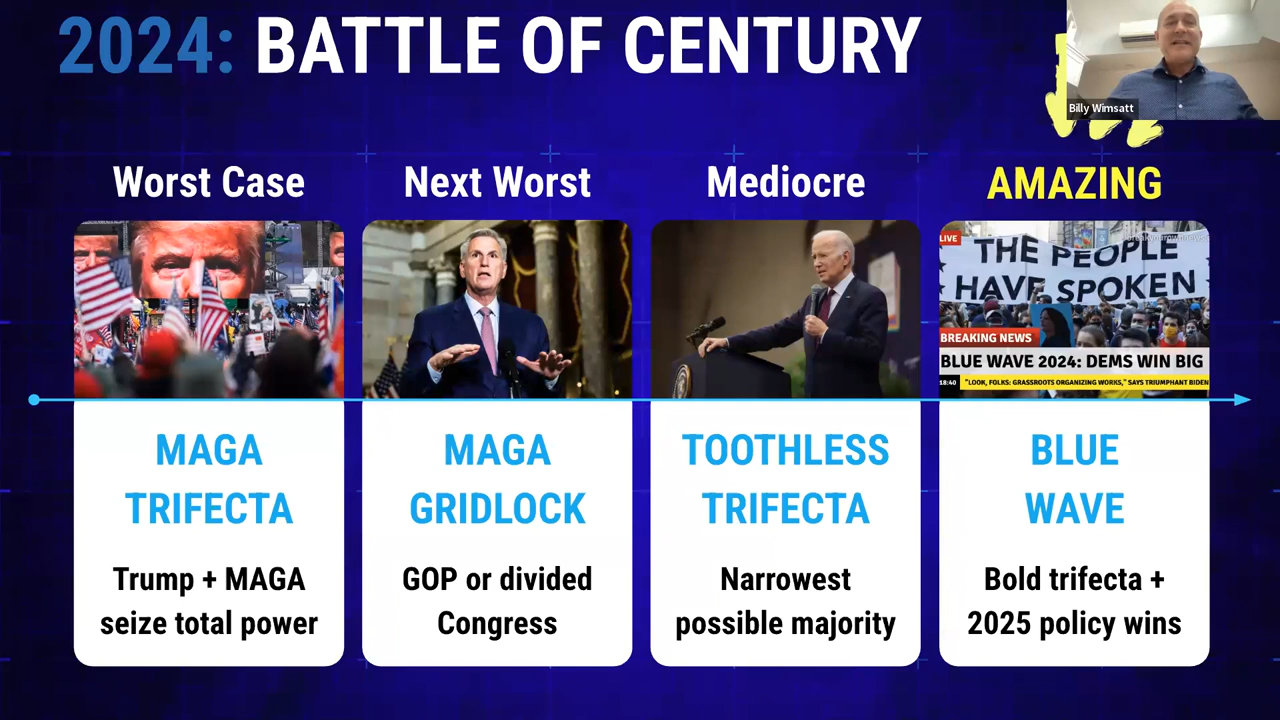 2024: BATTLE OF CENTURY
Billy Wimsatt
Worst Case
Next Worst
Mediocre
AMAZING
LIVE
THE PEOPLE
HAVE SPOKEN
BREAKING NEWS
BLUE WAVE 2024: DEMS WIN BIG
18:40 "LOOK, FOLKS: GRASSROOTS ORGANIZING WORKS," SAYS TRIUMPHANT BIDEN
MAGA
TRIFECTA
Trump + MAGA
seize total power
MAGA
GRIDLOCK
GOP or divided
Congress
TOOTHLESS
TRIFECTA
Narrowest
possible majority
BLUE
WAVE
Bold trifecta +
2025 policy wins